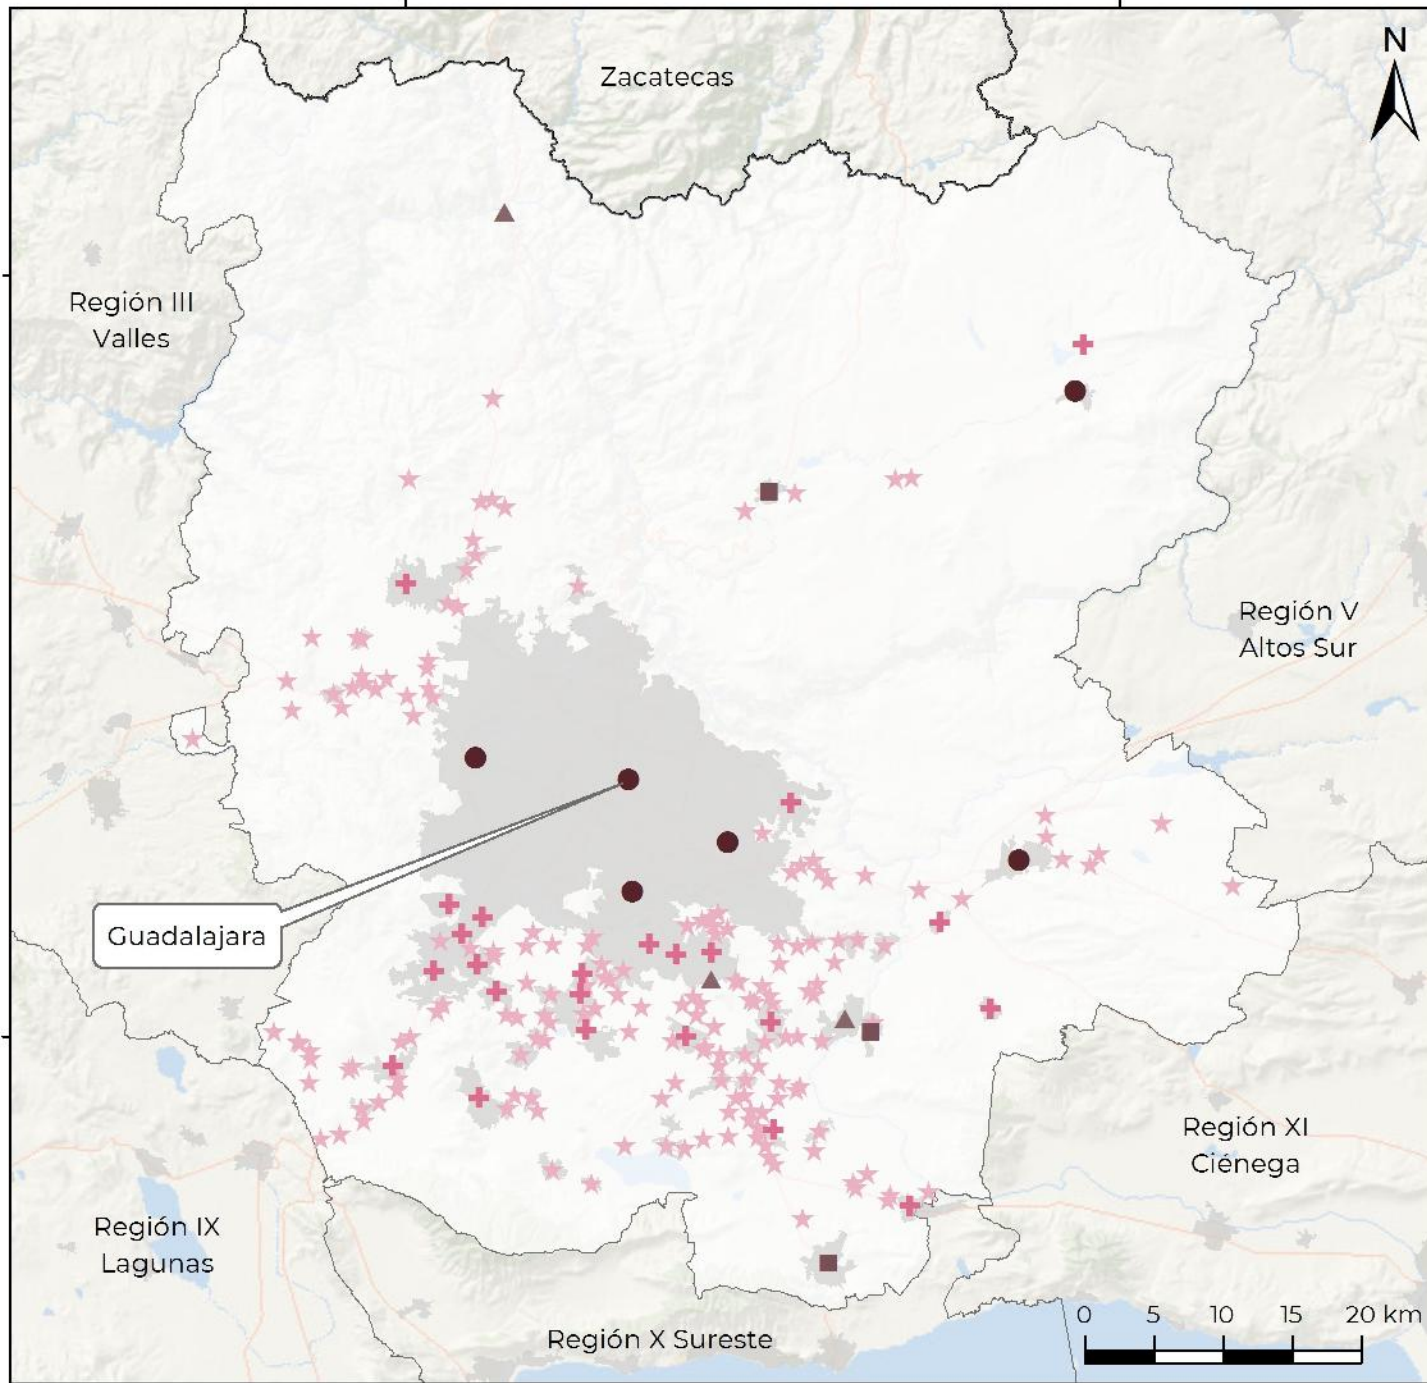 Zacatecas
N
Región III
Valles
Región V
Altos Sur
Guadalajara
Región XI
Ciénega
Región IX
Lagunas
Región X Sureste
0 5 10 15 20 km